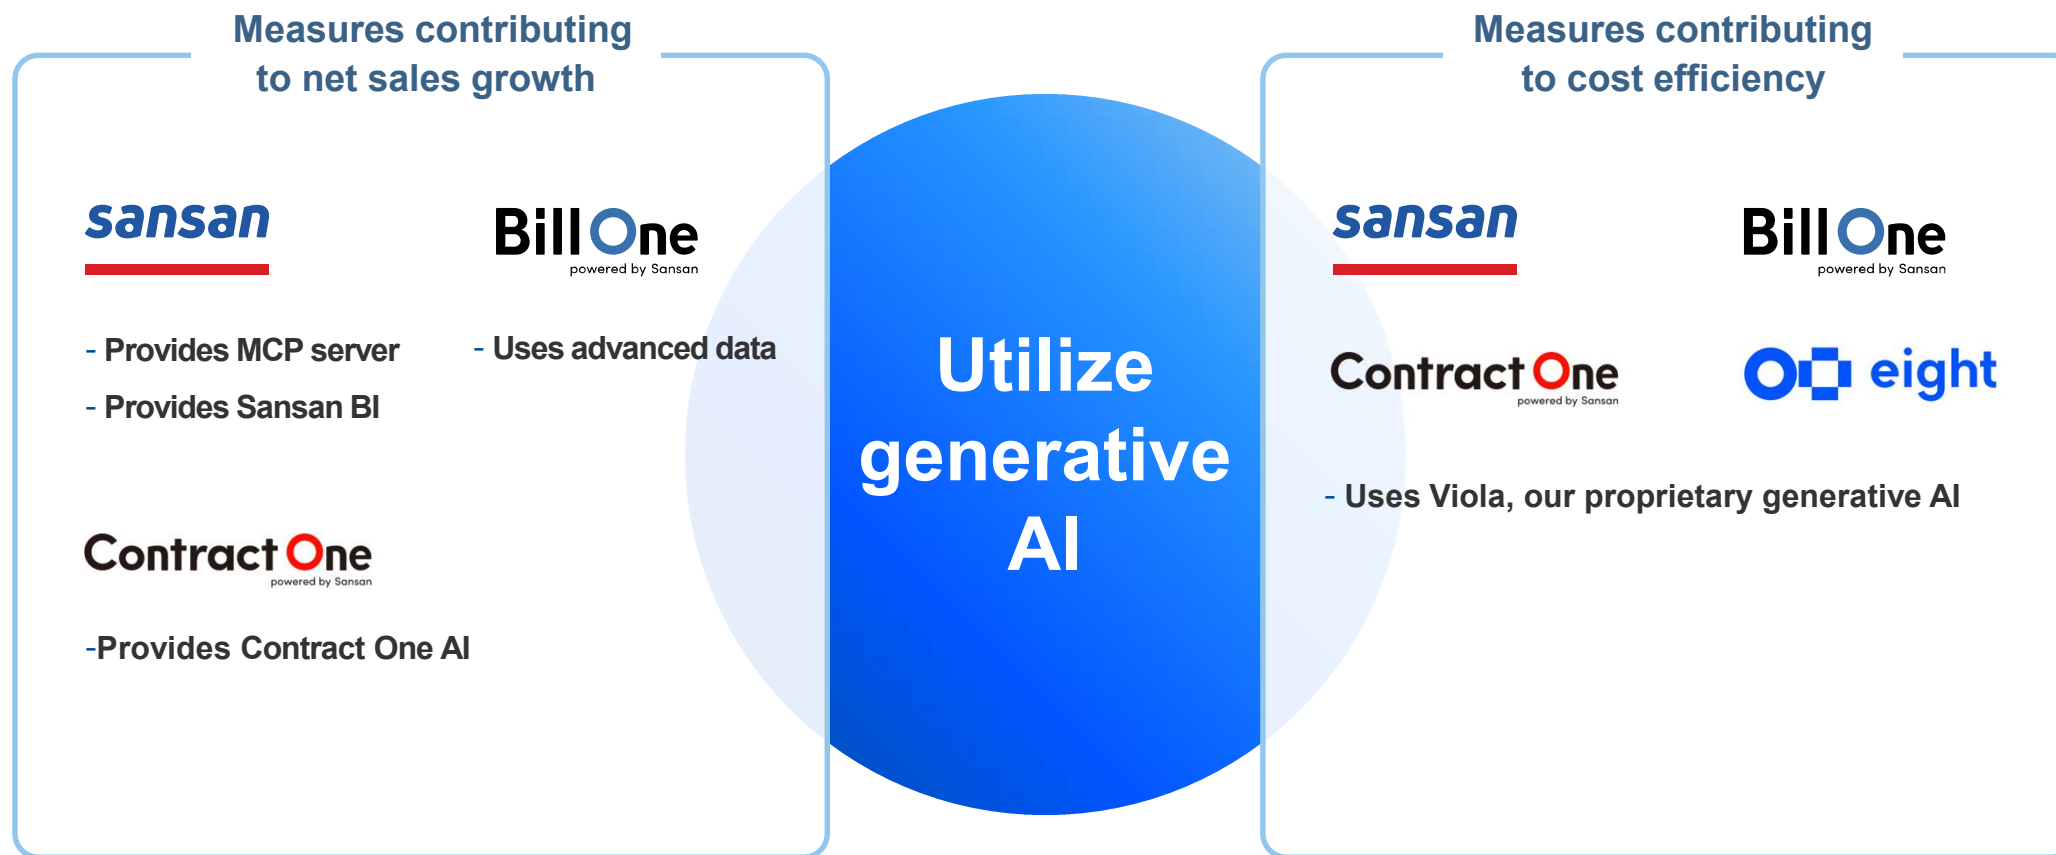 Measures contributing
to net sales growth
sansan
Bill One
powered by Sansan
- Provides MCP server
- Provides Sansan BI
- Uses advanced data
Contract One
powered by Sansan
-Provides Contract One AI
Utilize
generative
AI
Measures contributing
to cost efficiency
sansan
Bill One
powered by Sansan
Contract One
powered by Sansan
eight
- Uses Viola, our proprietary generative AI